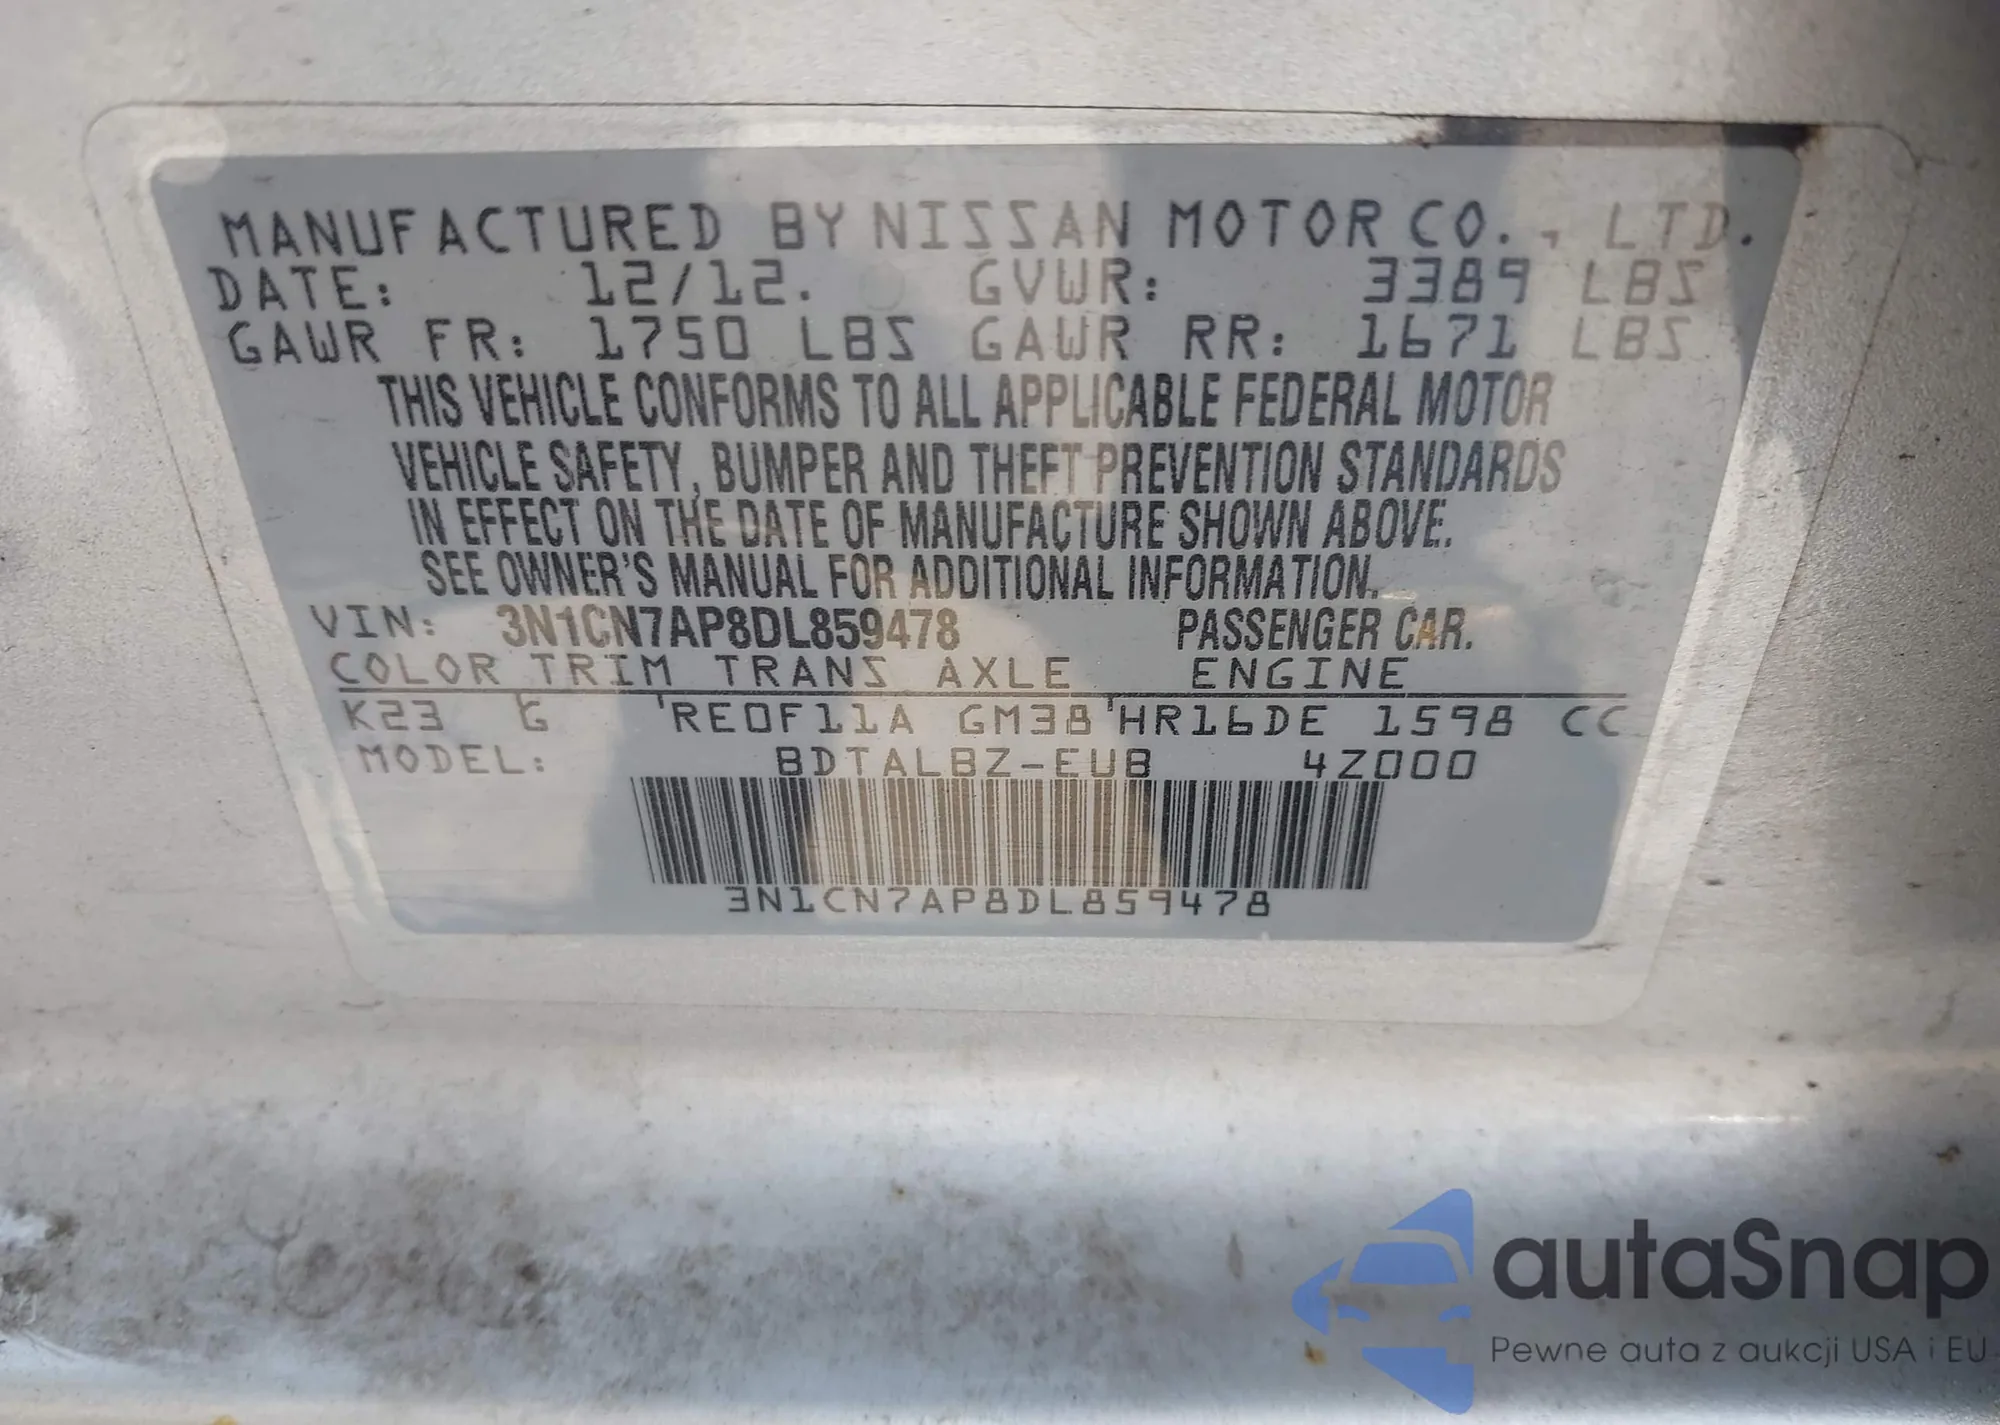 MANUFACTURED BY NISSAN MOTOR CO., LTD.
DATE: 12/12. GVWR: 3389 LBS
GAWR FR: 1750 LBS GAWR RR: 1671 LBS
THIS VEHICLE CONFORMS TO ALL APPLICABLE FEDERAL MOTOR
VEHICLE SAFETY, BUMPER AND THEFT PREVENTION STANDARDS
IN EFFECT ON THE DATE OF MANUFACTURE SHOWN ABOVE.
SEE OWNER'S MANUAL FOR ADDITIONAL INFORMATION.
VIN: 3N1CN7AP8DL859478 PASSENGER CAR.
COLOR TRIM TRANS AXLE ENGINE
K23 G RE0F11A GM38 HR16DE 1598 CC
MODEL: BDTALBZ-EUB 4Z000
3N1CN7AP8DL859478
autaSnap
Pewne auta z aukcji USA i EU